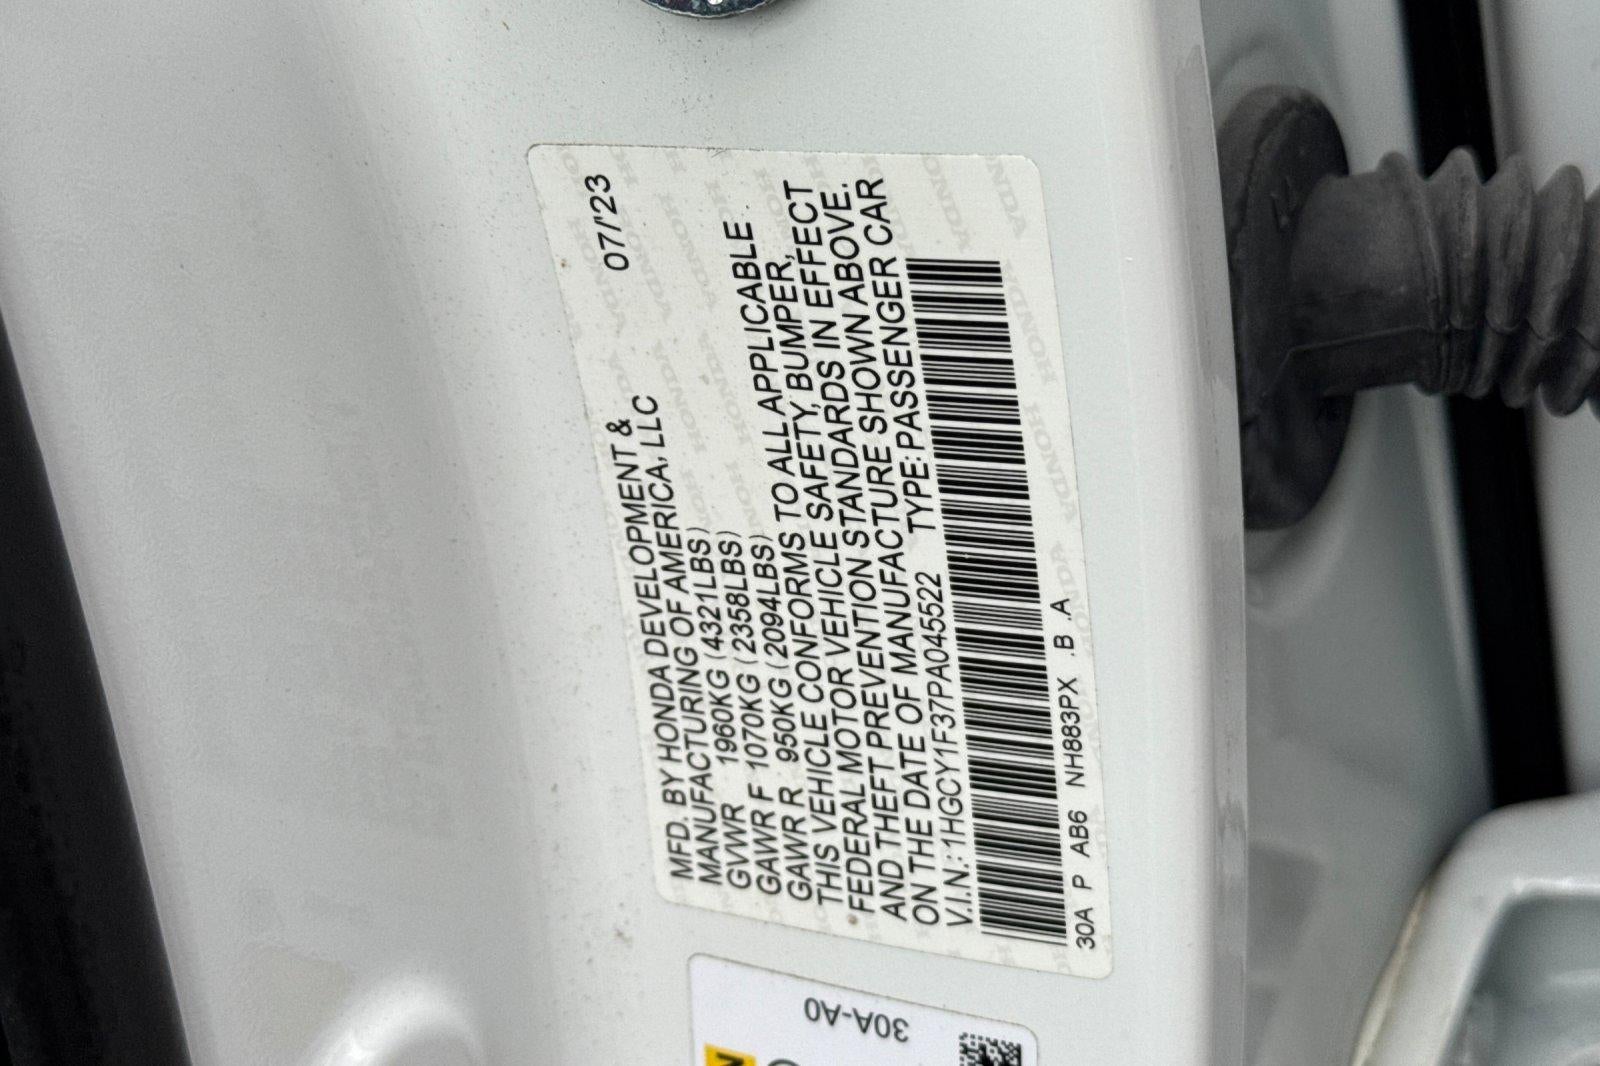 07/'23
MFD. BY HONDA DEVELOPMENT &
MANUFACTURING OF AMERICA, LLC
GVWR 1960KG (4321LBS)
GAWR F 1070KG (2358LBS)
GAWR R 950KG (2094LBS)
THIS VEHICLE CONFORMS TO ALL APPLICABLE
FEDERAL MOTOR VEHICLE SAFETY, BUMPER,
AND THEFT PREVENTION STANDARDS IN EFFECT
ON THE DATE OF MANUFACTURE SHOWN ABOVE.
V.I.N.: 1HGCY1F37PA045522 TYPE: PASSENGER CAR
30A P AB6 NH883PX .B .A
30A-A0